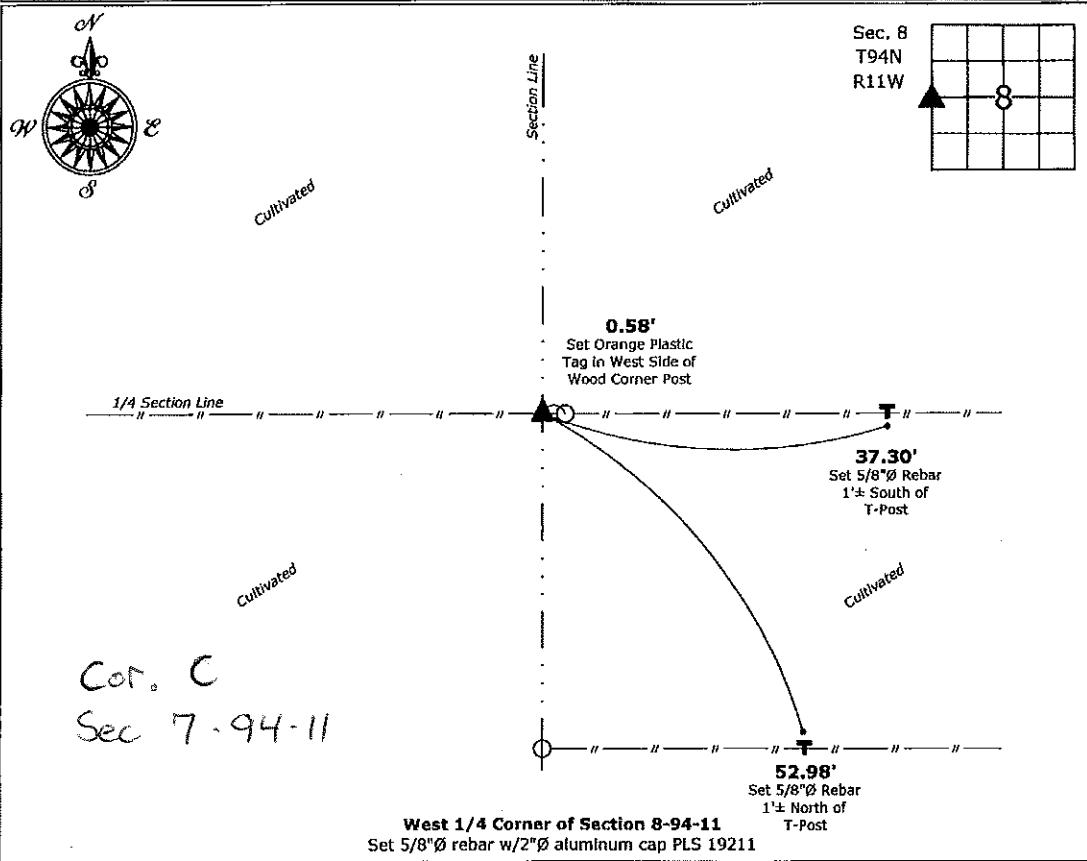 N
W
E
S
Sec. 8
T94N
R11W
8
Section Line
Cultivated
Cultivated
0.58'
Set Orange Plastic
Tag in West Side of
Wood Corner Post
1/4 Section Line
37.30'
Set 5/8"Ø Rebar
1'± South of
T-Post
Cultivated
Cultivated
Cor. C
Sec 7-94-11
52.98'
Set 5/8"Ø Rebar
1'± North of
T-Post
West 1/4 Corner of Section 8-94-11
Set 5/8"Ø rebar w/2"Ø aluminum cap PLS 19211